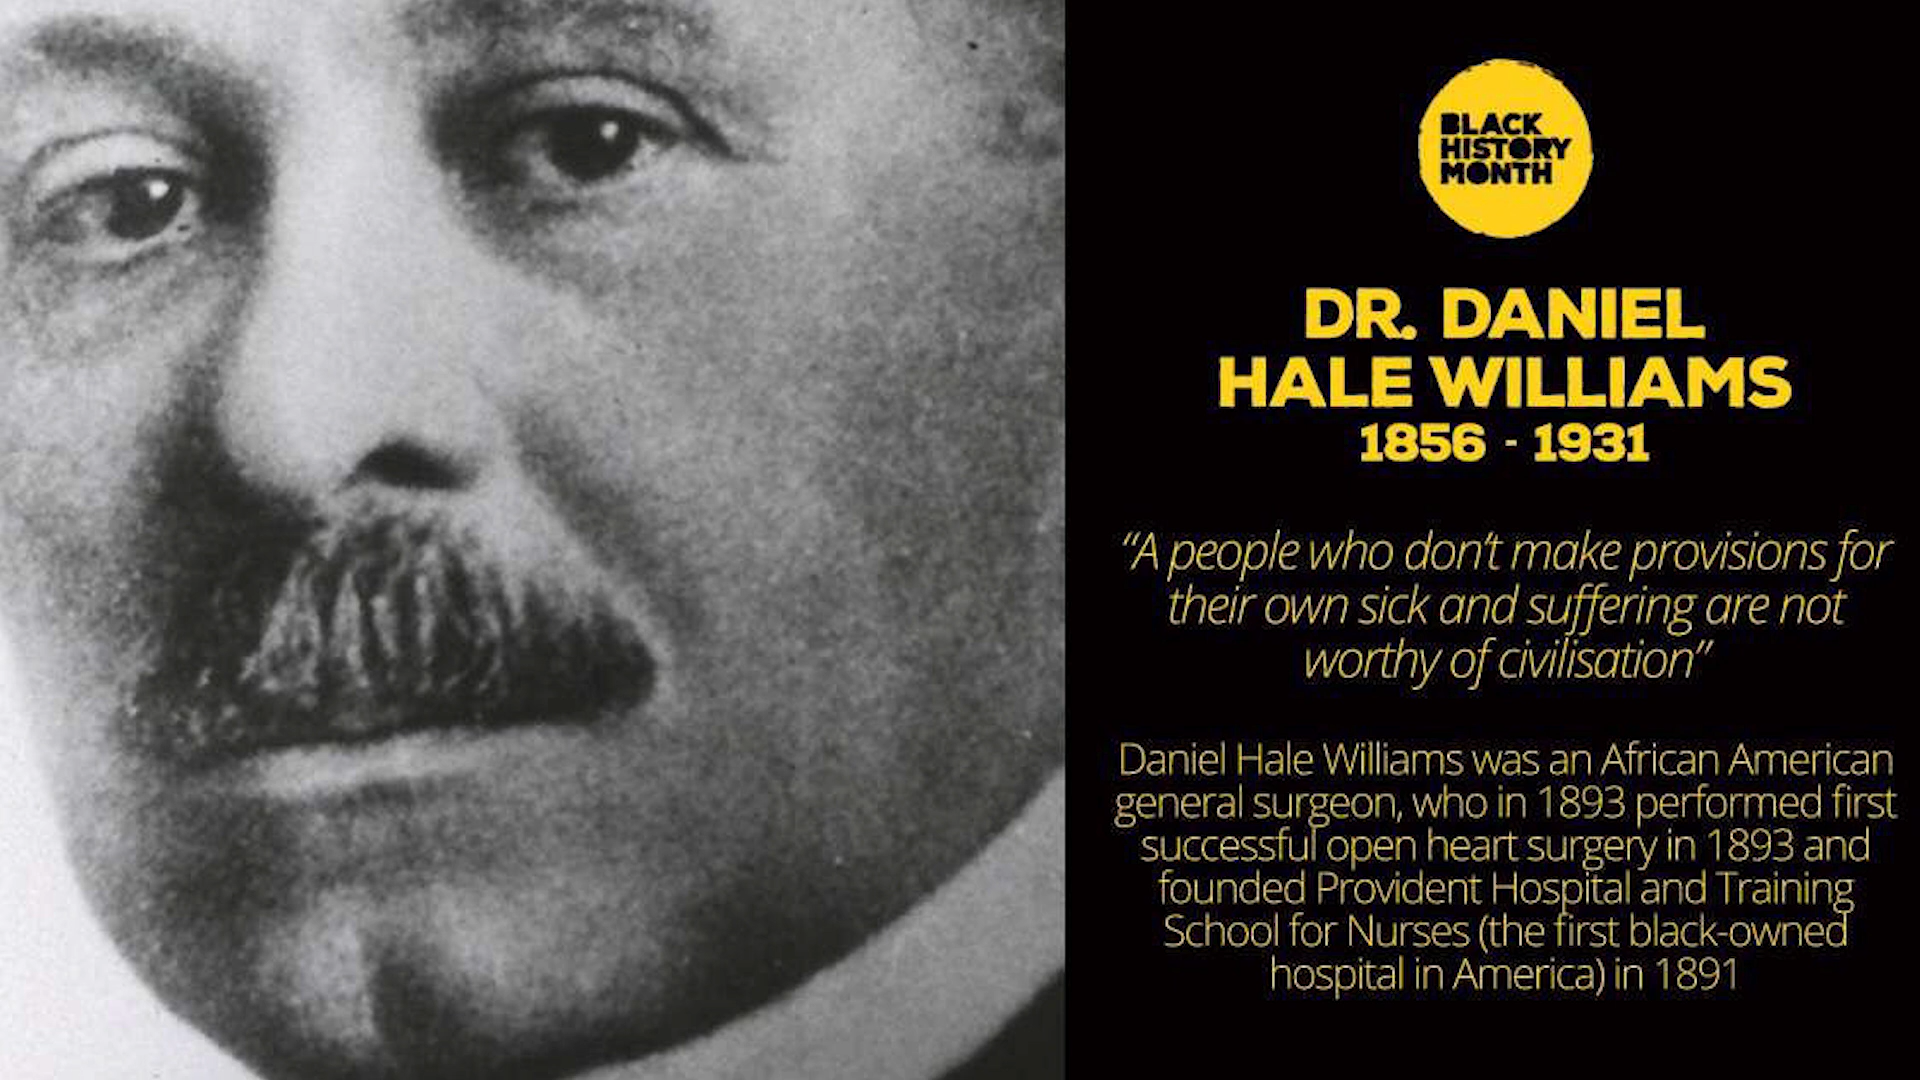 BLACK
HISTORY
MONTH
DR. DANIEL
HALE WILLIAMS
1856 - 1931
“A people who don’t make provisions for
their own sick and suffering are not
worthy of civilisation”
Daniel Hale Williams was an African American
general surgeon, who in 1893 performed first
successful open heart surgery in 1893 and
founded Provident Hospital and Training
School for Nurses (the first black-owned
hospital in America) in 1891